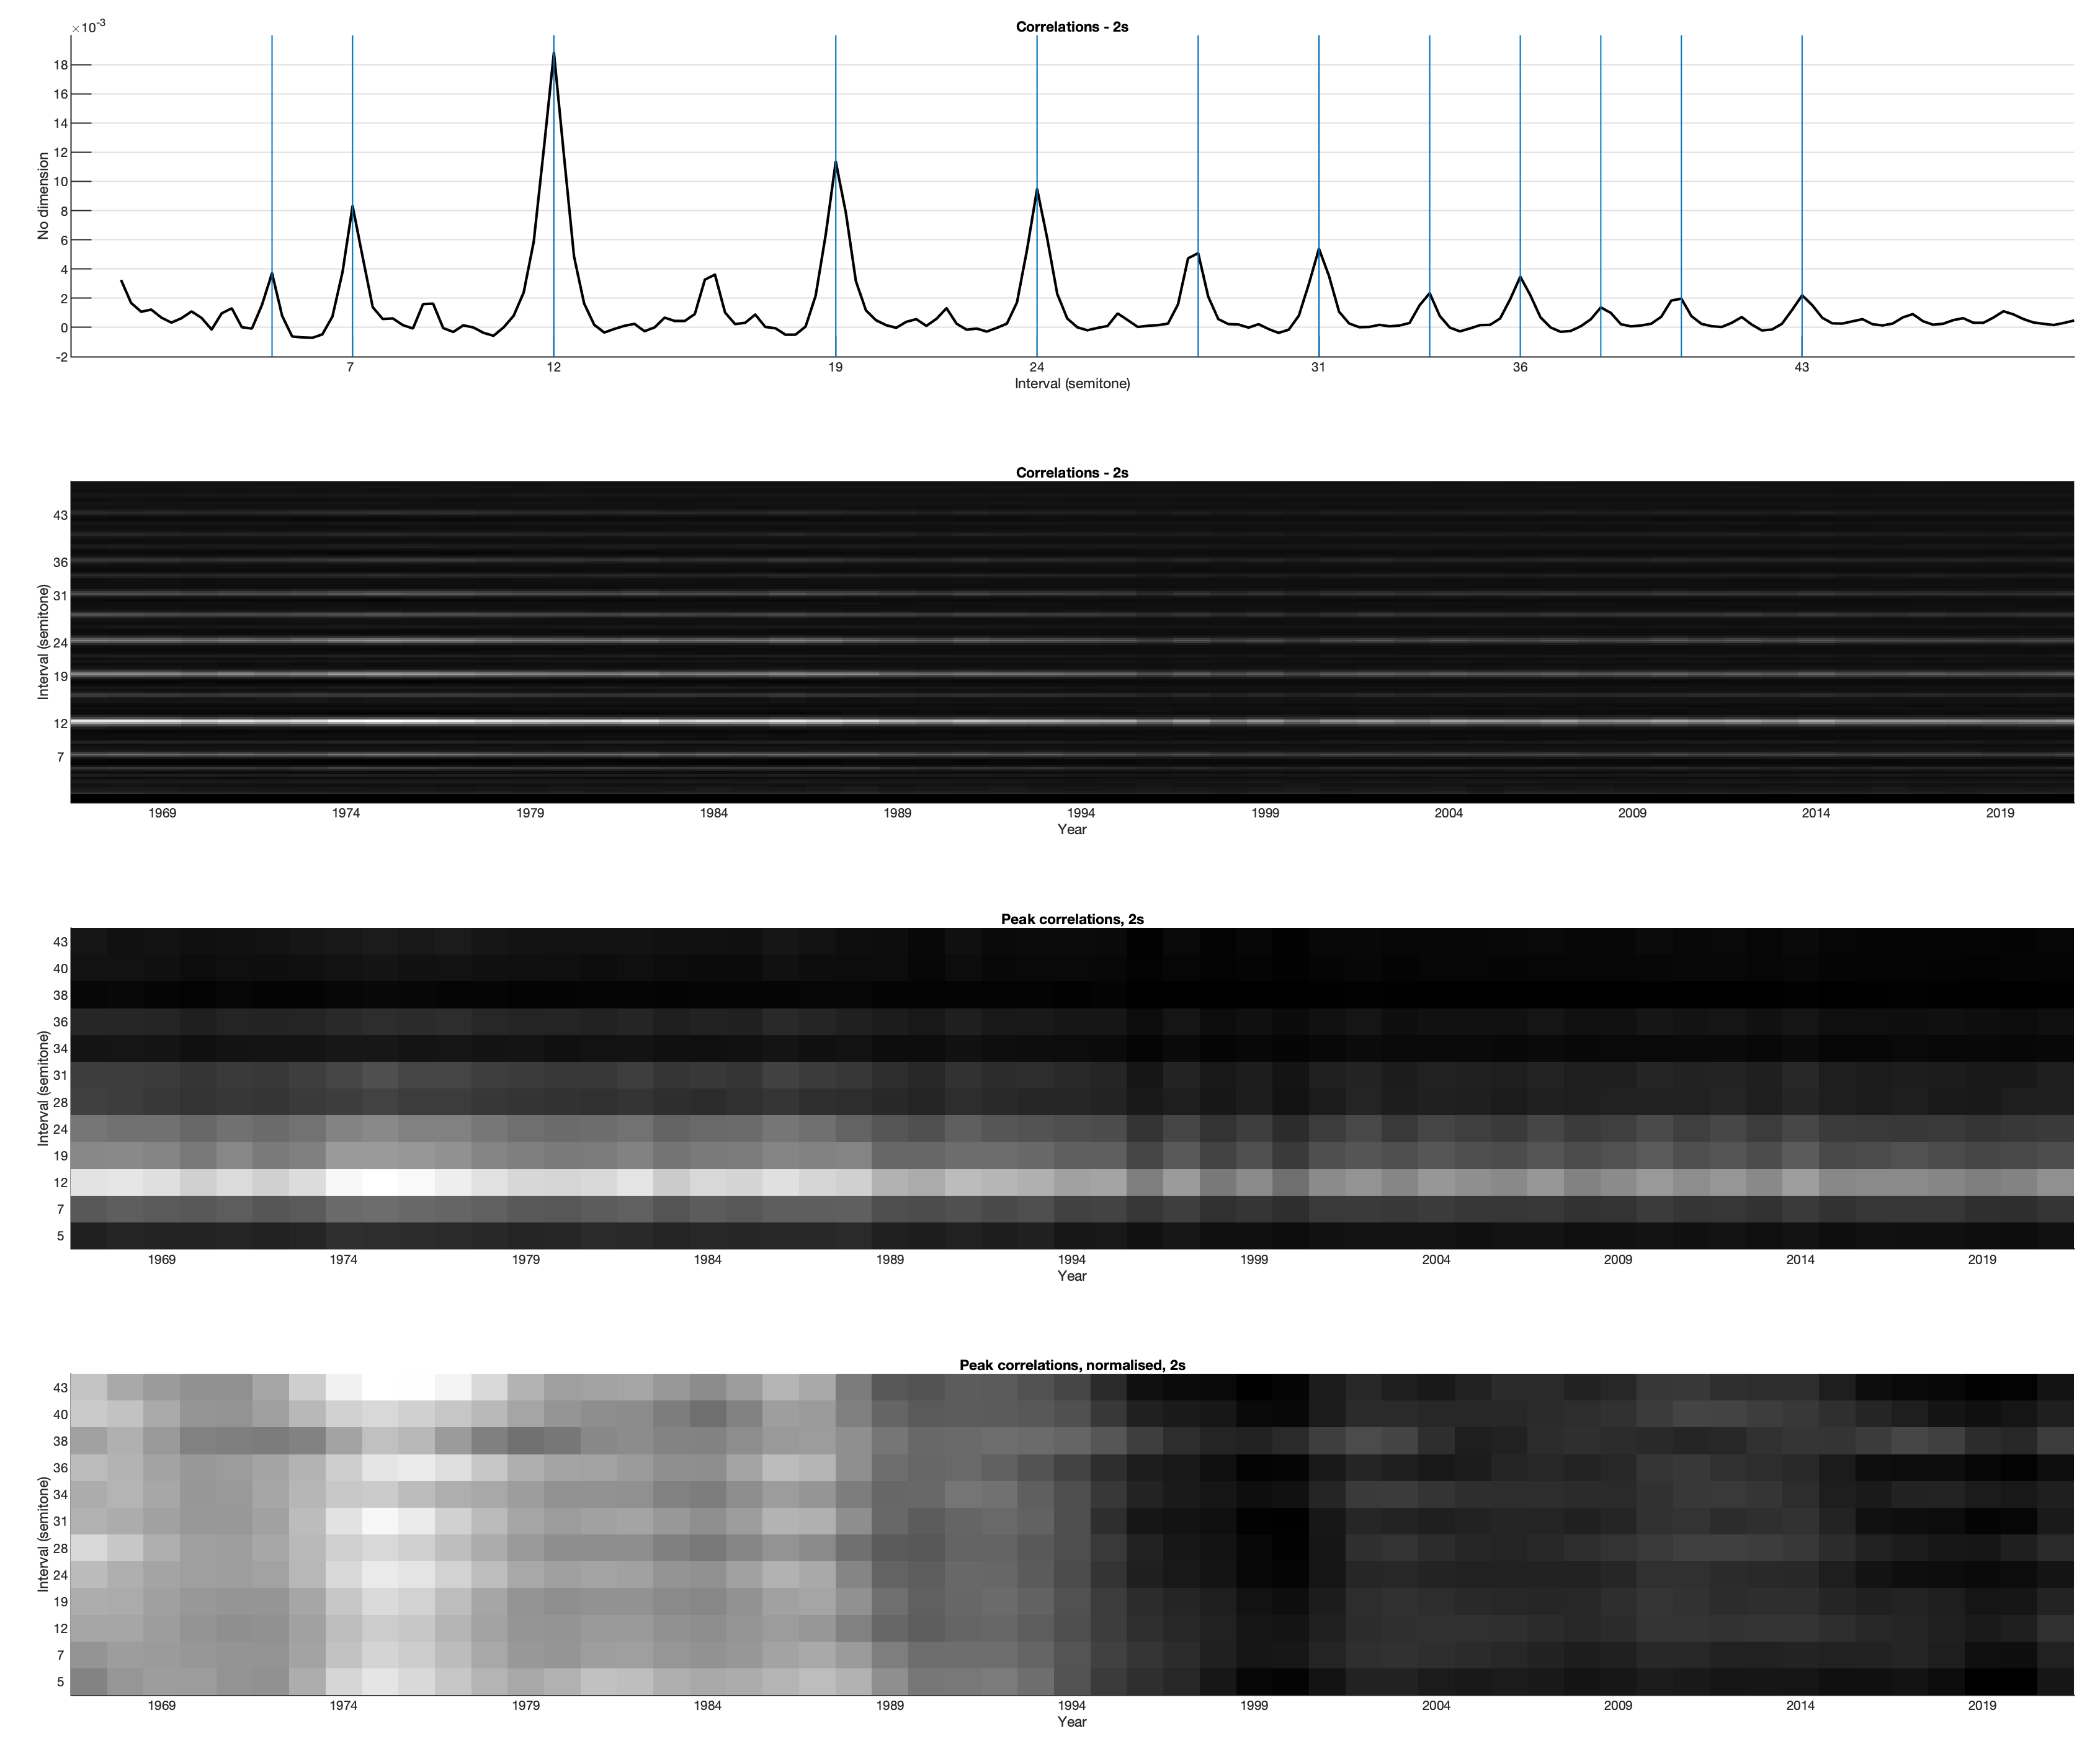 ×10-3
Correlations - 2s
18
16
14
12
10
8
6
4
2
0
-2
No dimension
7 12 19 24 31 36 43
Interval (semitone)
Correlations - 2s
43
36
31
24
19
12
7
Interval (semitone)
1969 1974 1979 1984 1989 1994 1999 2004 2009 2014 2019
Year
Peak correlations, 2s
43
40
38
36
34
31
28
24
19
12
7
5
Interval (semitone)
1969 1974 1979 1984 1989 1994 1999 2004 2009 2014 2019
Year
Peak correlations, normalised, 2s
43
40
38
36
34
31
28
24
19
12
7
5
Interval (semitone)
1969 1974 1979 1984 1989 1994 1999 2004 2009 2014 2019
Year